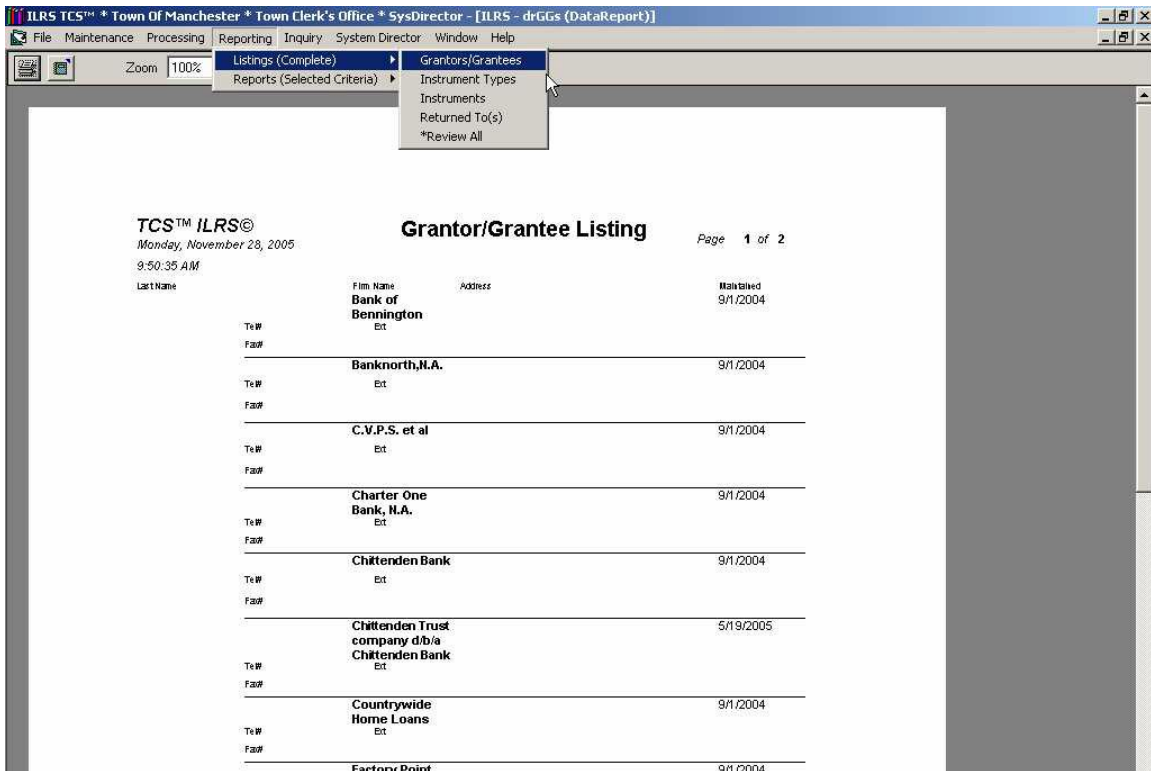 ILRS TCS™ * Town Of Manchester * Town Clerk's Office * SysDirector - [ILRS - drGGs (DataReport)]
File Maintenance Processing Reporting Inquiry System Director Window Help
Zoom 100%
Listings (Complete)
Reports (Selected Criteria)
Grantors/Grantees
Instrument Types
Instruments
Returned To(s)
*Review All
TCS™ ILRS©
Grantor/Grantee Listing
Page 1 of 2
Monday, November 28, 2005
9:50:35 AM
Last Name Firm Name Address Maintained
Bank of 9/1/2004
Bennington
Tel# Ext
Fax#
Banknorth,N.A. 9/1/2004
Tel# Ext
Fax#
C.V.P.S. et al 9/1/2004
Tel# Ext
Fax#
Charter One 9/1/2004
Bank, N.A.
Tel# Ext
Fax#
Chittenden Bank 9/1/2004
Tel# Ext
Fax#
Chittenden Trust 5/19/2005
company d/b/a
Chittenden Bank
Tel# Ext
Fax#
Countrywide 9/1/2004
Home Loans
Tel# Ext
Fax#
Factory Point 9/1/2004